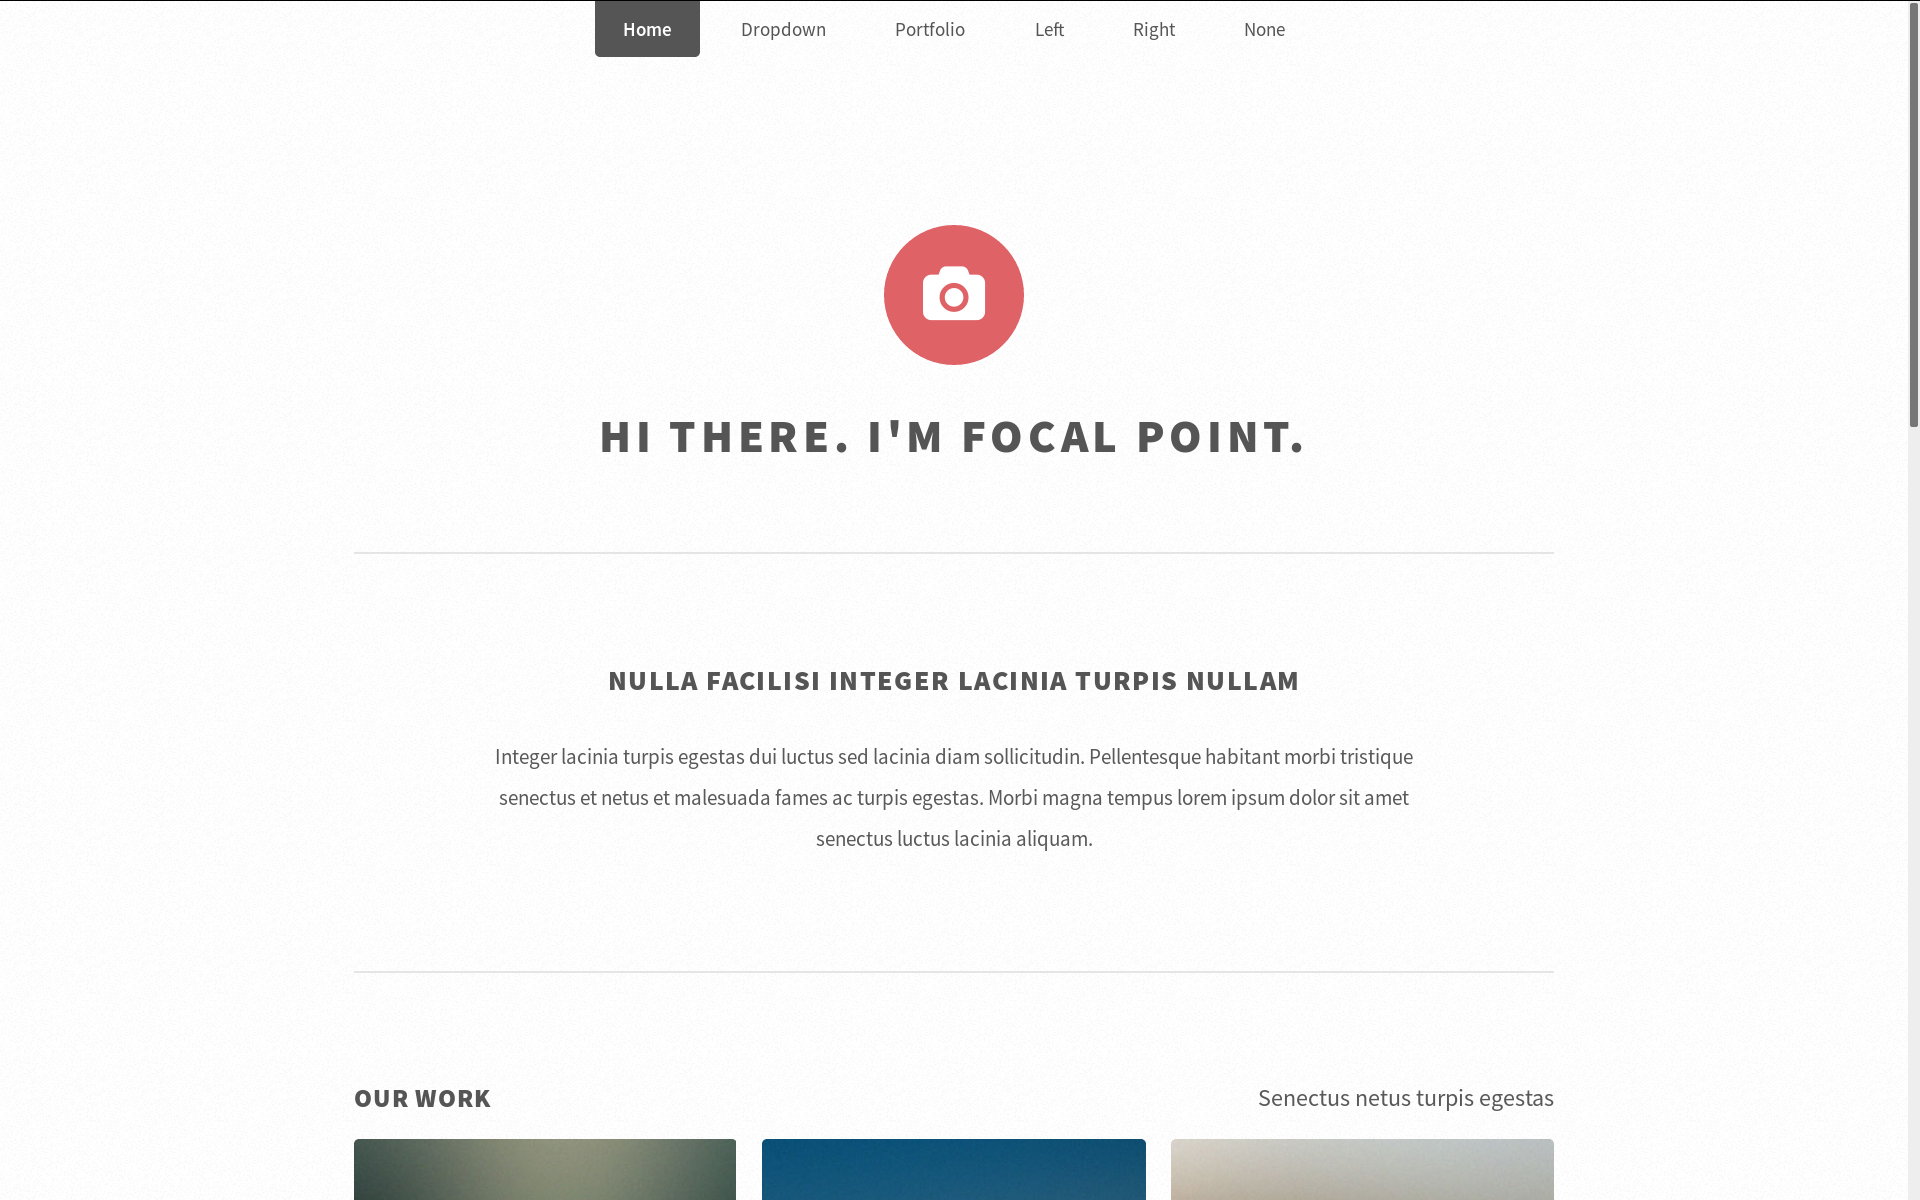 Home Dropdown Portfolio Left Right None
HI THERE. I'M FOCAL POINT.
NULLA FACILISI INTEGER LACINIA TURPIS NULLAM
Integer lacinia turpis egestas dui luctus sed lacinia diam sollicitudin. Pellentesque habitant morbi tristique
senectus et netus et malesuada fames ac turpis egestas. Morbi magna tempus lorem ipsum dolor sit amet
senectus luctus lacinia aliquam.
OUR WORK
Senectus netus turpis egestas